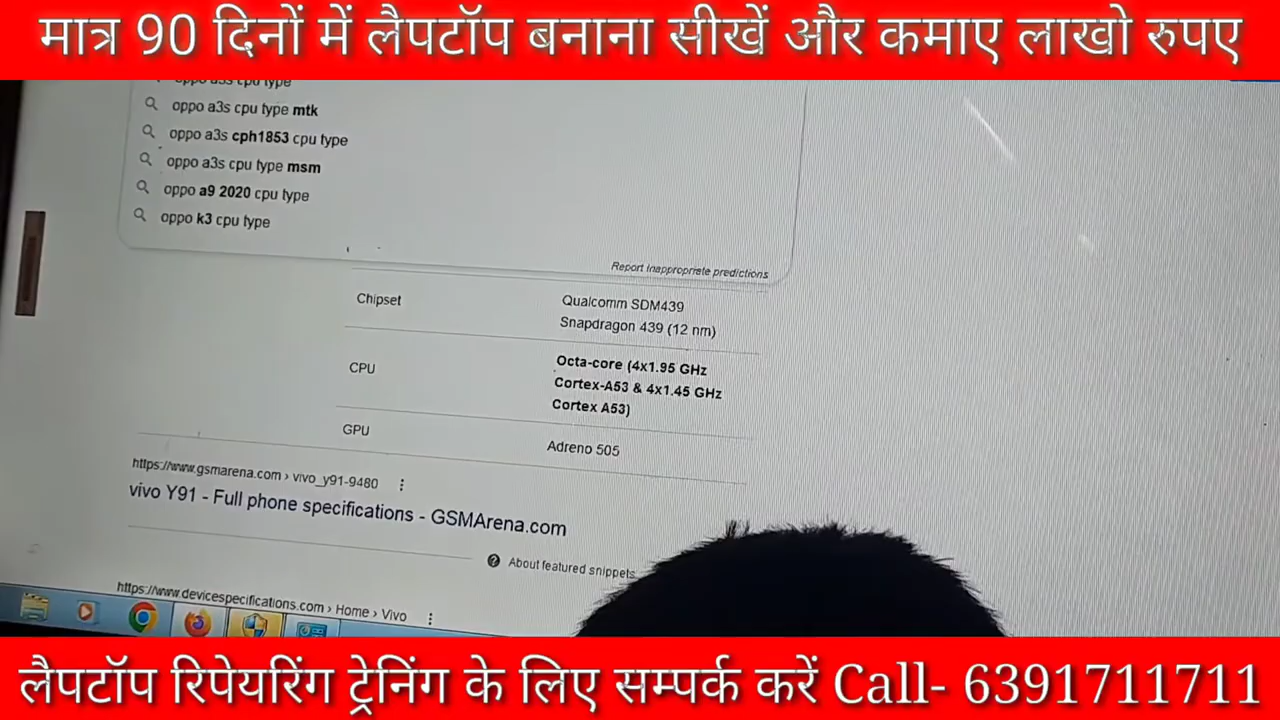 मात्र 90 दिनों में लैपटॉप बनाना सीखें और कमाए लाखो रुपए
oppo a3s cpu type
oppo a3s cpu type mtk
oppo a3s cph1853 cpu type
oppo a3s cpu type msm
oppo a9 2020 cpu type
oppo k3 cpu type
Report inappropriate predictions
Chipset
Qualcomm SDM439
Snapdragon 439 (12 nm)
CPU
Octa-core (4x1.95 GHz
Cortex-A53 & 4x1.45 GHz
Cortex A53)
GPU
Adreno 505
https://www.gsmarena.com › vivo_y91-9480
vivo Y91 - Full phone specifications - GSMArena.com
About featured snippets
https://www.devicespecifications.com › Home › Vivo
लैपटॉप रिपेयरिंग ट्रेनिंग के लिए सम्पर्क करें Call- 6391711711